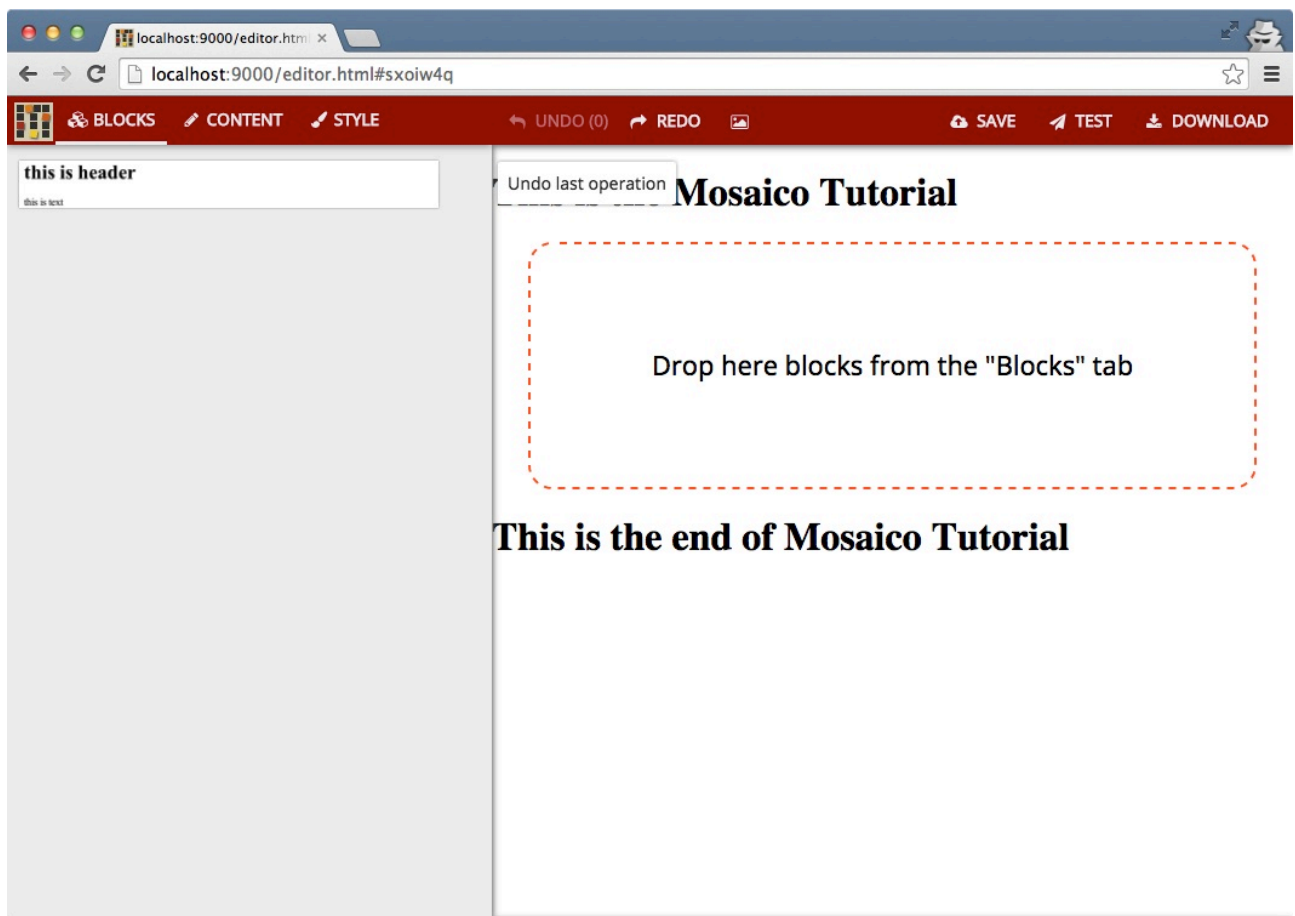 localhost:9000/editor.htm
localhost:9000/editor.html#sxoiw4q
BLOCKS CONTENT STYLE UNDO (0) REDO SAVE TEST DOWNLOAD
this is header
this is text
Undo last operation
Mosaico Tutorial
Drop here blocks from the "Blocks" tab
This is the end of Mosaico Tutorial